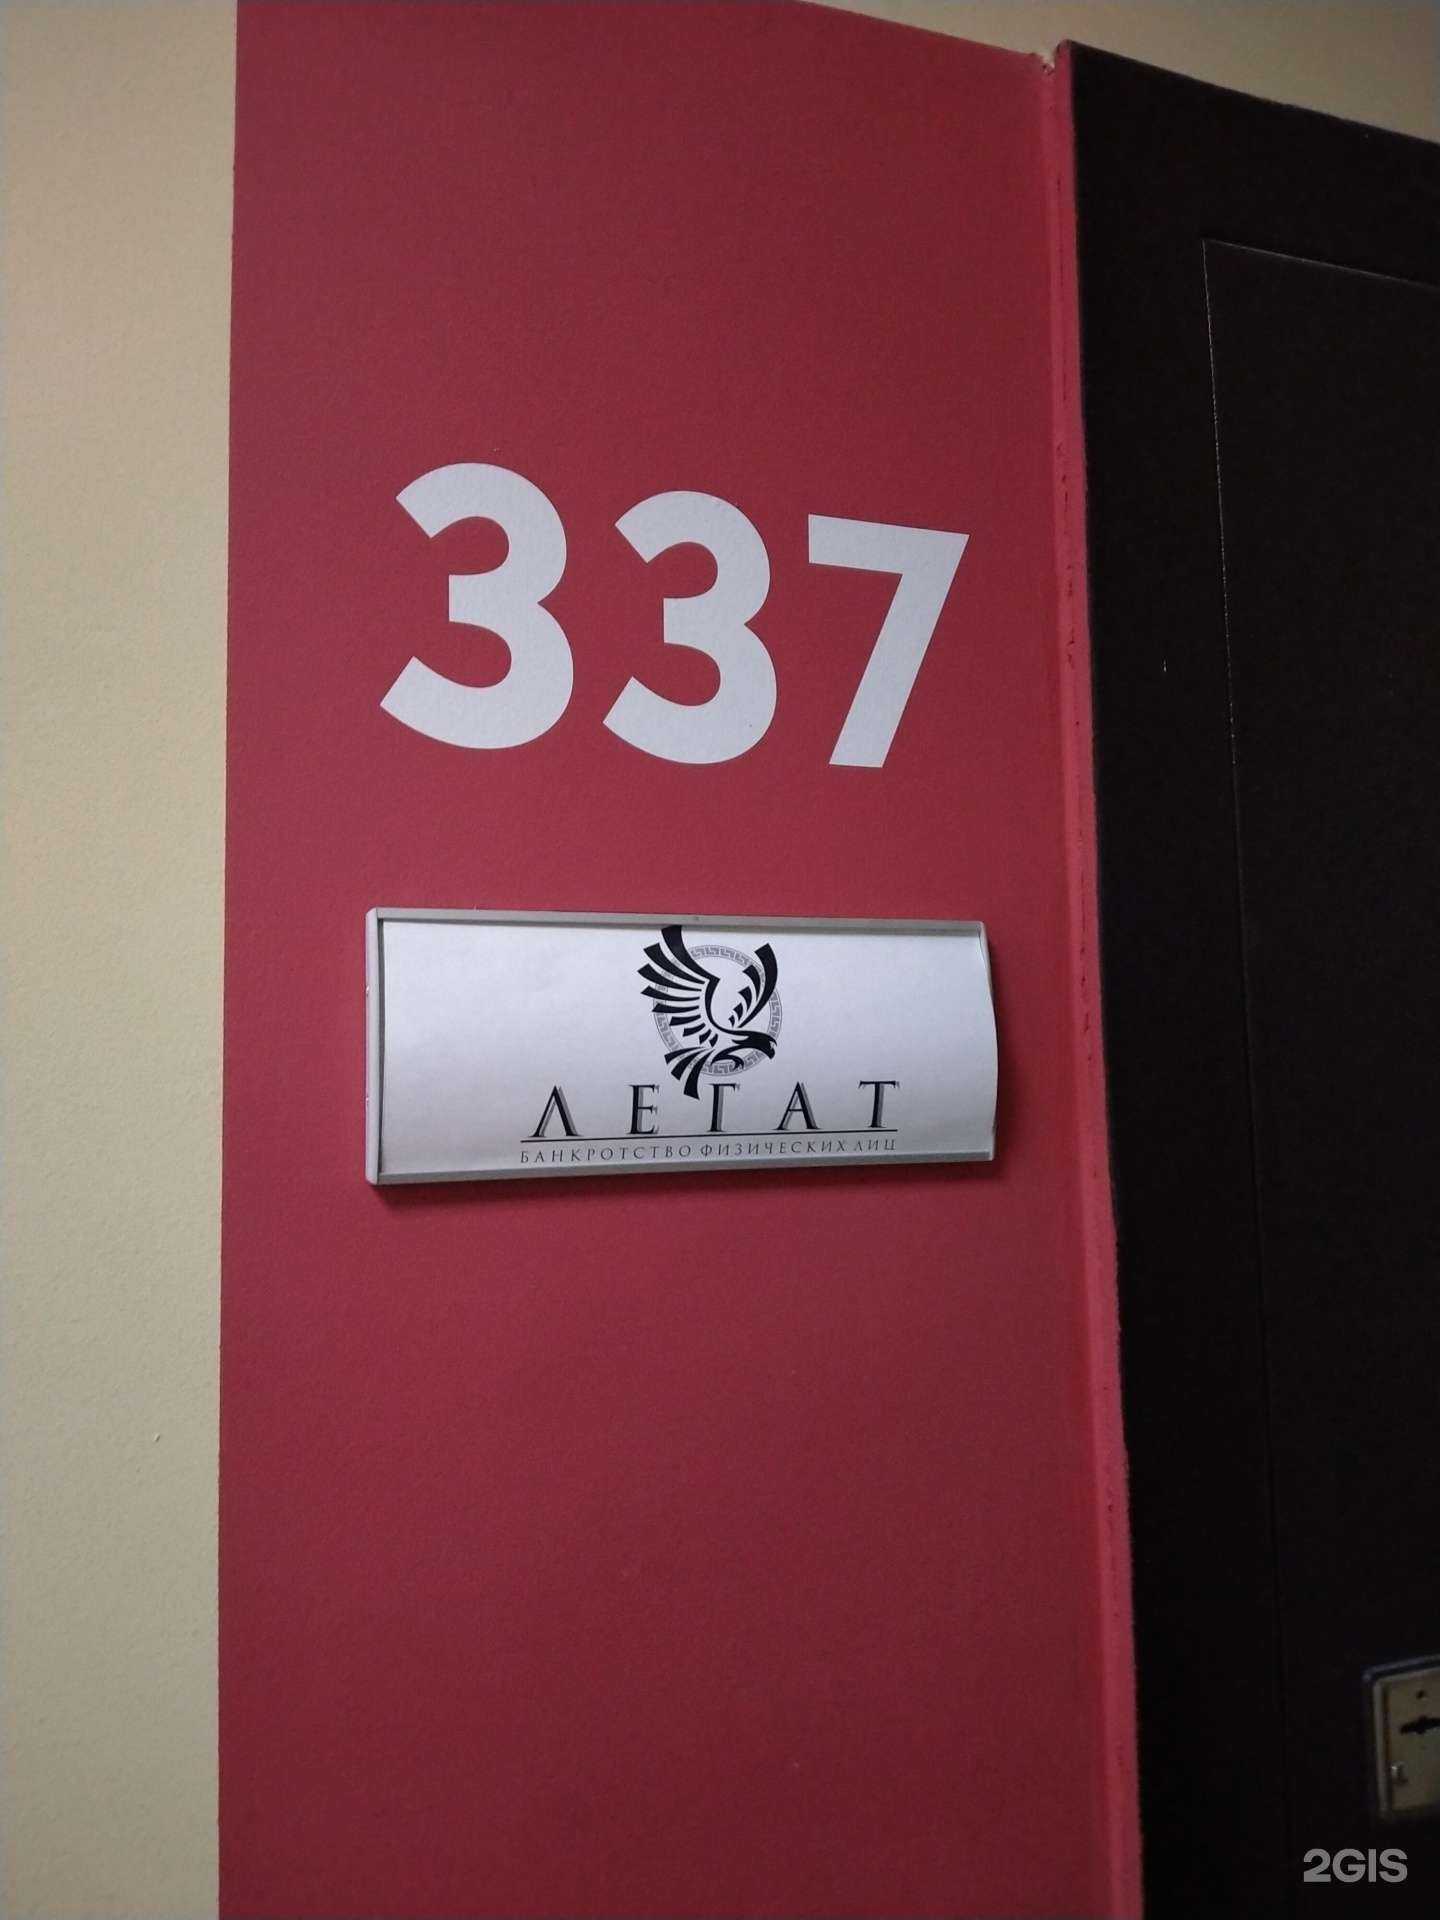 337
ЛЕГАТ
БАНКРОТСТВО ФИЗИЧЕСКИХ ЛИЦ
2GIS